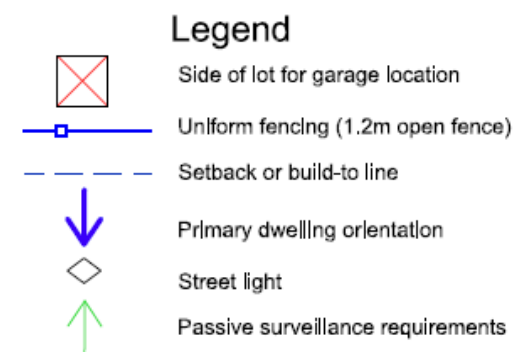 Legend
Side of lot for garage location
Uniform fencing (1.2m open fence)
Setback or build-to line
Primary dwelling orientation
Street light
Passive surveillance requirements